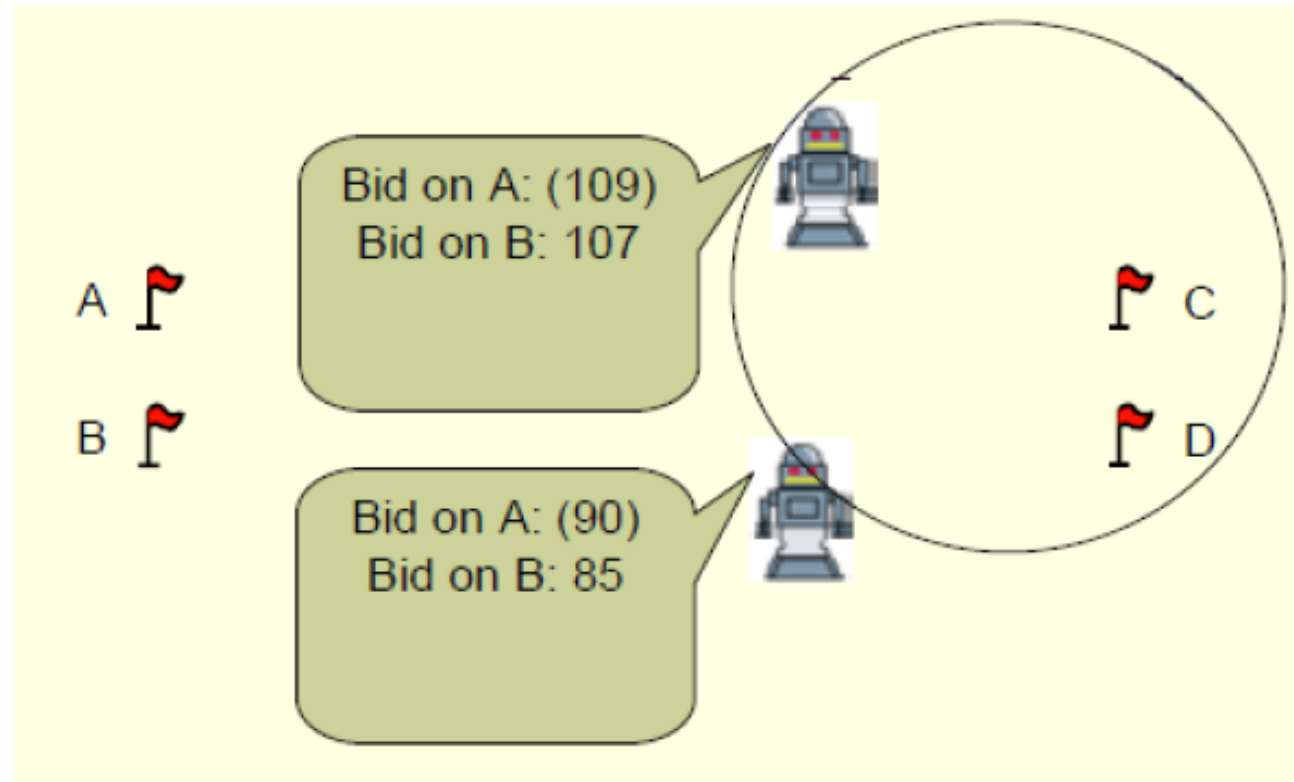 Bid on A: (109)
Bid on B: 107
A
C
B
D
Bid on A: (90)
Bid on B: 85